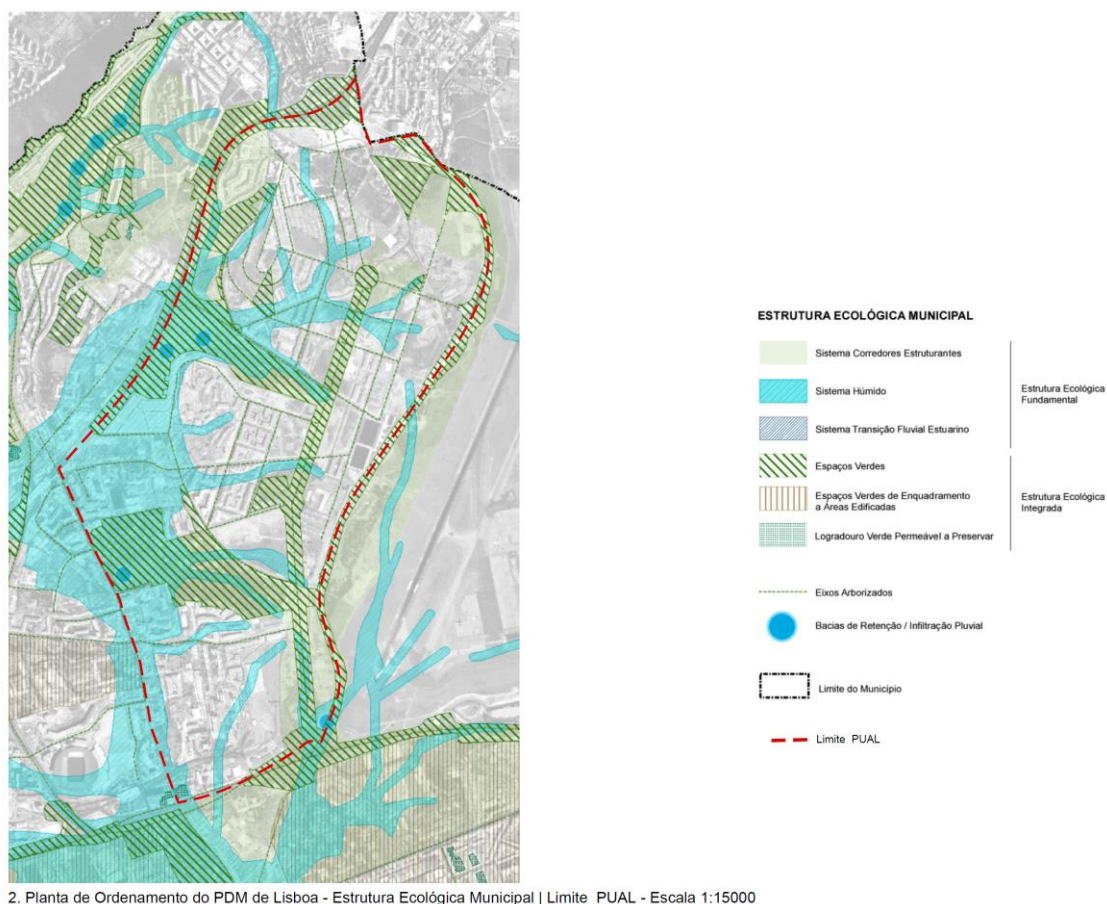 ESTRUTURA ECOLÓGICA MUNICIPAL
Sistema Corredores Estruturantes
Sistema Húmido
Sistema Transição Fluvial Estuarino
Estrutura Ecológica
Fundamental
Espaços Verdes
Espaços Verdes de Enquadramento
a Áreas Edificadas
Logradouro Verde Permeável a Preservar
Estrutura Ecológica
Integrada
Eixos Arborizados
Bacias de Retenção / Infiltração Pluvial
Limite do Município
Limite PUAL
2. Planta de Ordenamento do PDM de Lisboa - Estrutura Ecológica Municipal | Limite PUAL - Escala 1:15000